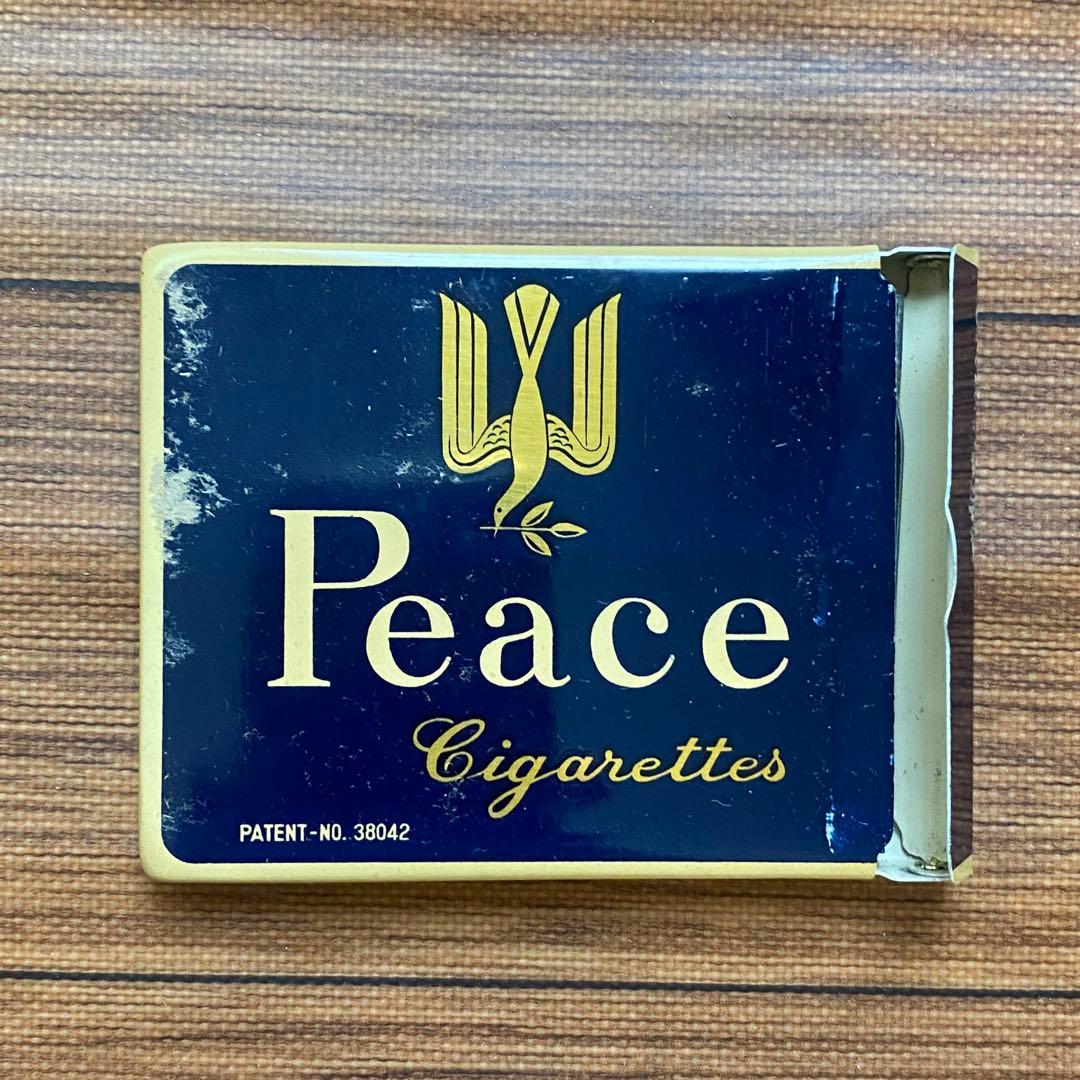 Peace
Cigarettes
PATENT-NO. 38042